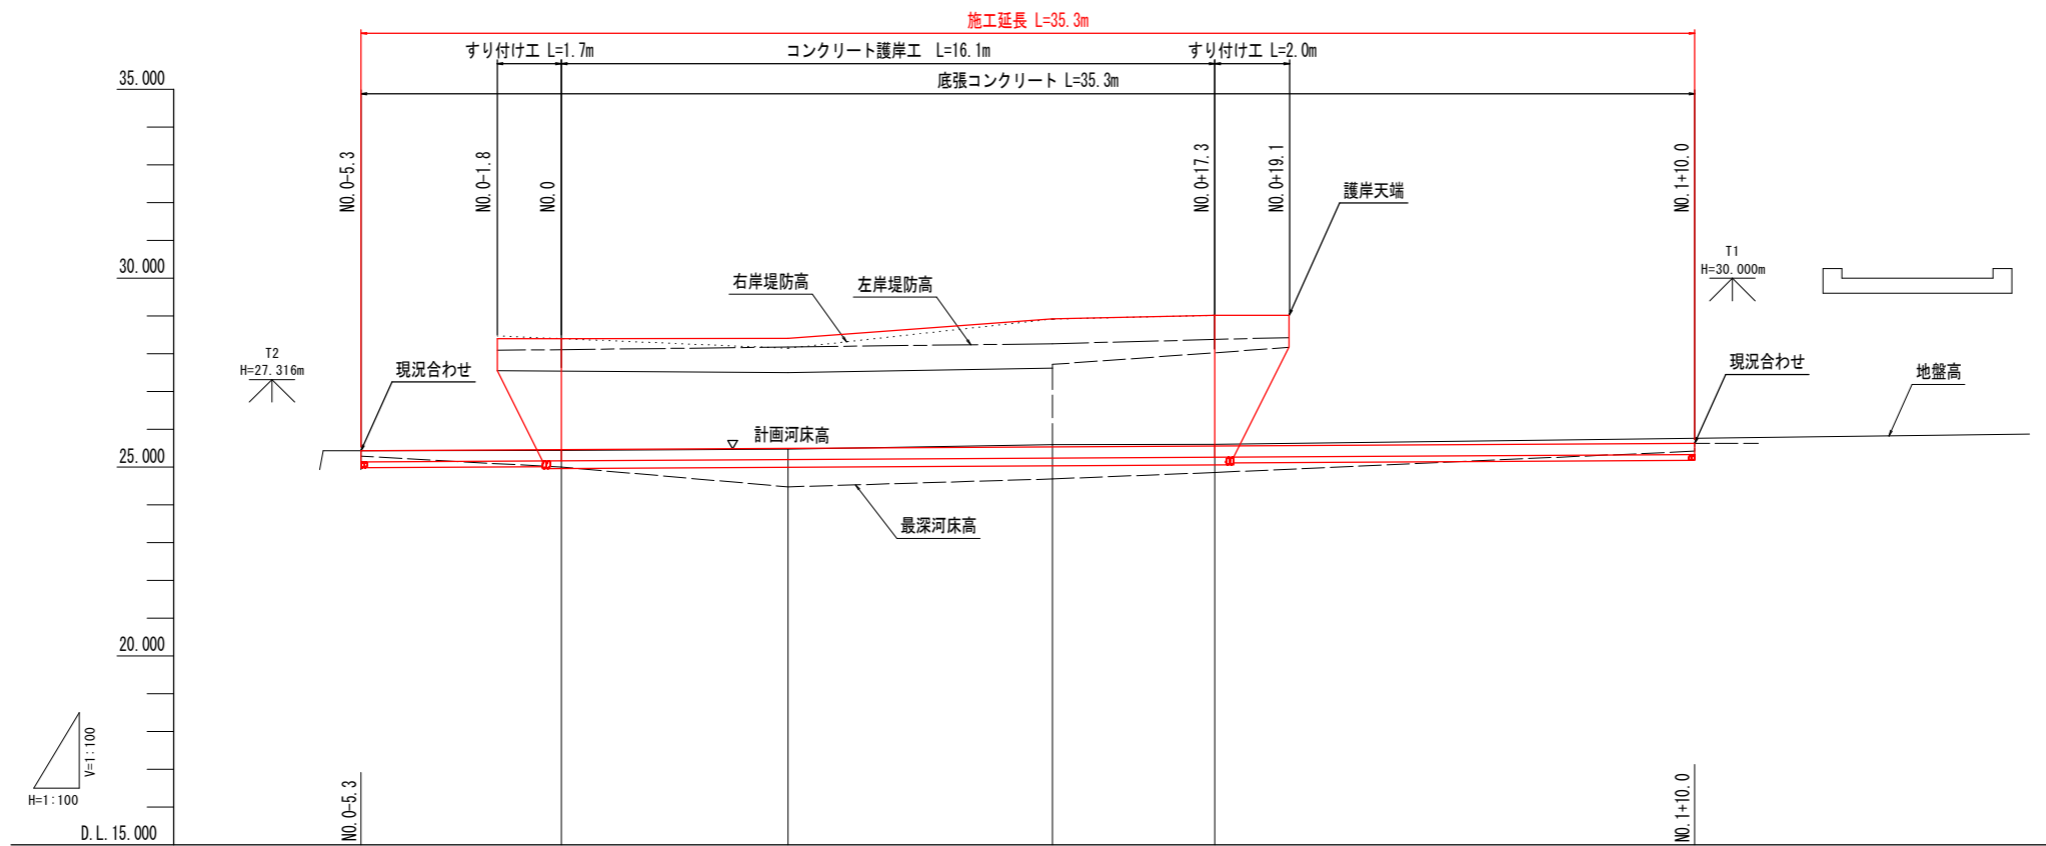 施工延長 L=35.3m
すり付け工 L=1.7m
コンクリート護岸工 L=16.1m
すり付け工 L=2.0m
底張コンクリート L=35.3m
35.000
NO.0-5.3
NO.0-1.8
NO.0
NO.0+17.3
NO.0+19.1
NO.1+10.0
護岸天端
30.000
右岸堤防高
左岸堤防高
T1
H=30.000m
T2
H=27.316m
現況合わせ
現況合わせ
地盤高
計画河床高
25.000
最深河床高
20.000
V=1:100
H=1:100
NO.0-5.3
NO.1+10.0
D.L.15.000